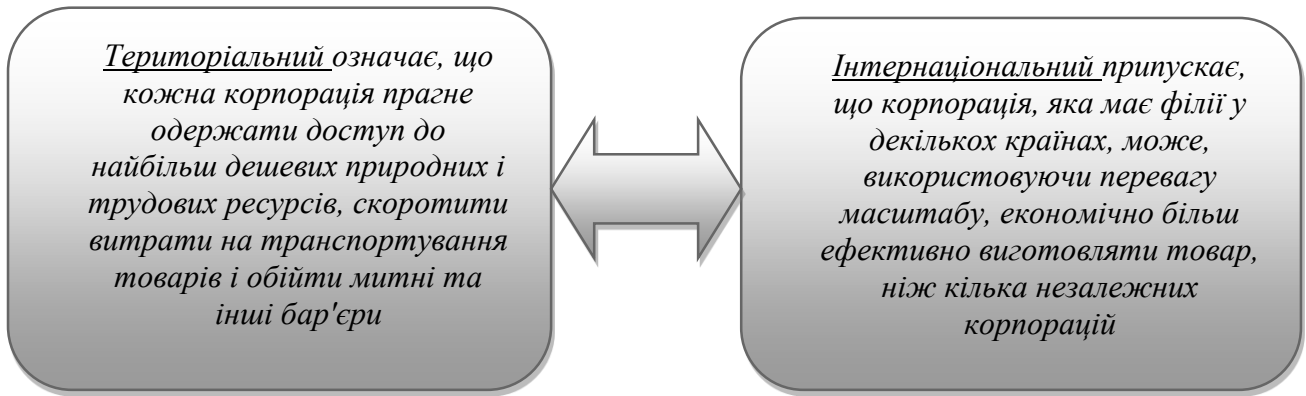 Територіальний означає, що
кожна корпорація прагне
одержати доступ до
найбільш дешевих природних і
трудових ресурсів, скоротити
витрати на транспортування
товарів і обійти митні та
інші бар'єри
Інтернаціональний припускає,
що корпорація, яка має філії у
декількох країнах, може,
використовуючи перевагу
масштабу, економічно більш
ефективно виготовляти товар,
ніж кілька незалежних
корпорацій